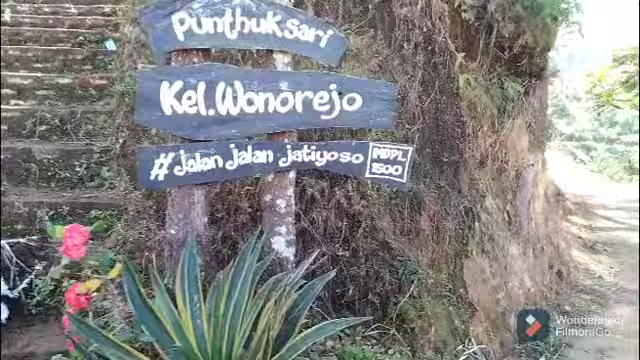 Punthuksari
Kel.Wonorejo
#jalan jalan jatiyoso
MDPL
1500
Wondershare
FilmoraGo